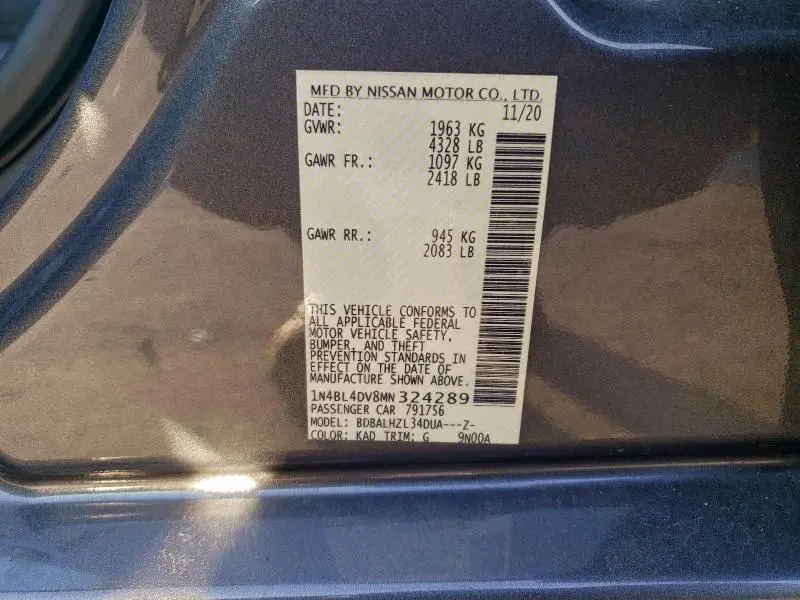 MFD BY NISSAN MOTOR CO., LTD.
DATE: 11/20
GVWR: 1963 KG
4328 LB
GAWR FR.: 1097 KG
2418 LB
GAWR RR.: 945 KG
2083 LB
THIS VEHICLE CONFORMS TO
ALL APPLICABLE FEDERAL
MOTOR VEHICLE SAFETY,
BUMPER, AND THEFT
PREVENTION STANDARDS IN
EFFECT ON THE DATE OF
MANUFACTURE SHOWN ABOVE.
1N4BL4DV8MN324289
PASSENGER CAR 791756
MODEL: BDBALHZL34DUA---Z-
COLOR: KAD TRIM: G 9N00A